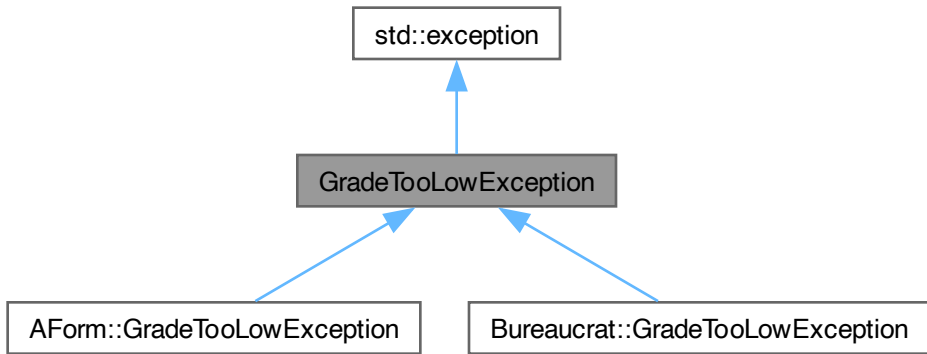 std::exception
GradeTooLowException
AForm::GradeTooLowException
Bureaucrat::GradeTooLowException